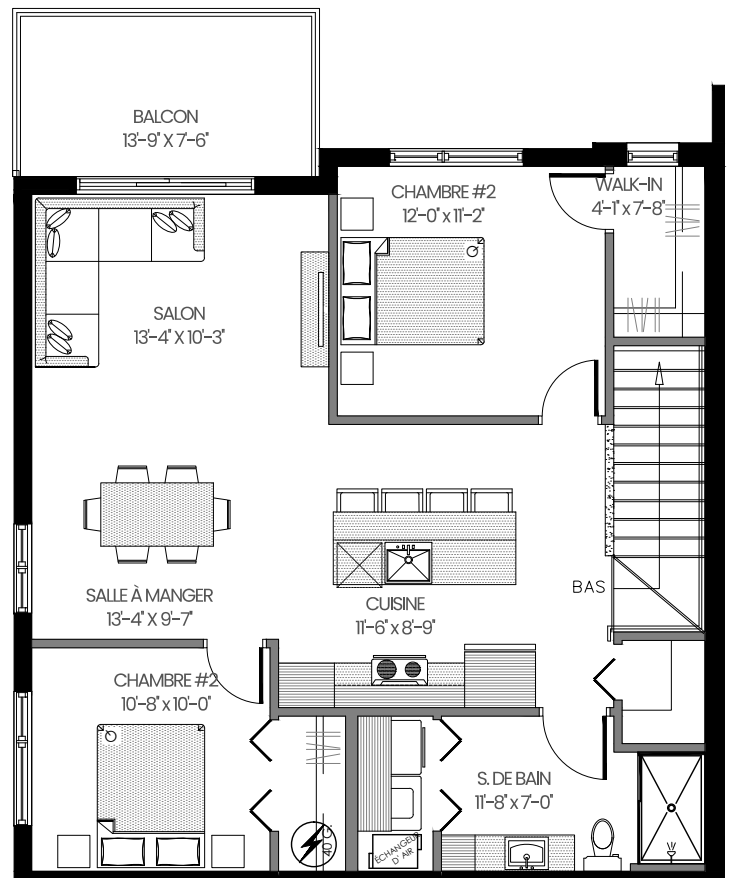 BALCON
13'-9" X 7'-6"
CHAMBRE #2
12'-0" x 11'-2"
WALK-IN
4'-1" x 7'-8"
SALON
13'-4" X 10'-3"
SALLE À MANGER
13'-4" X 9'-7"
CUISINE
11'-6" x 8'-9"
BAS
CHAMBRE #2
10'-8" x 10'-0"
S. DE BAIN
11'-8" x 7'-0"
40 G.
ÉCHANGEUR
D'AIR